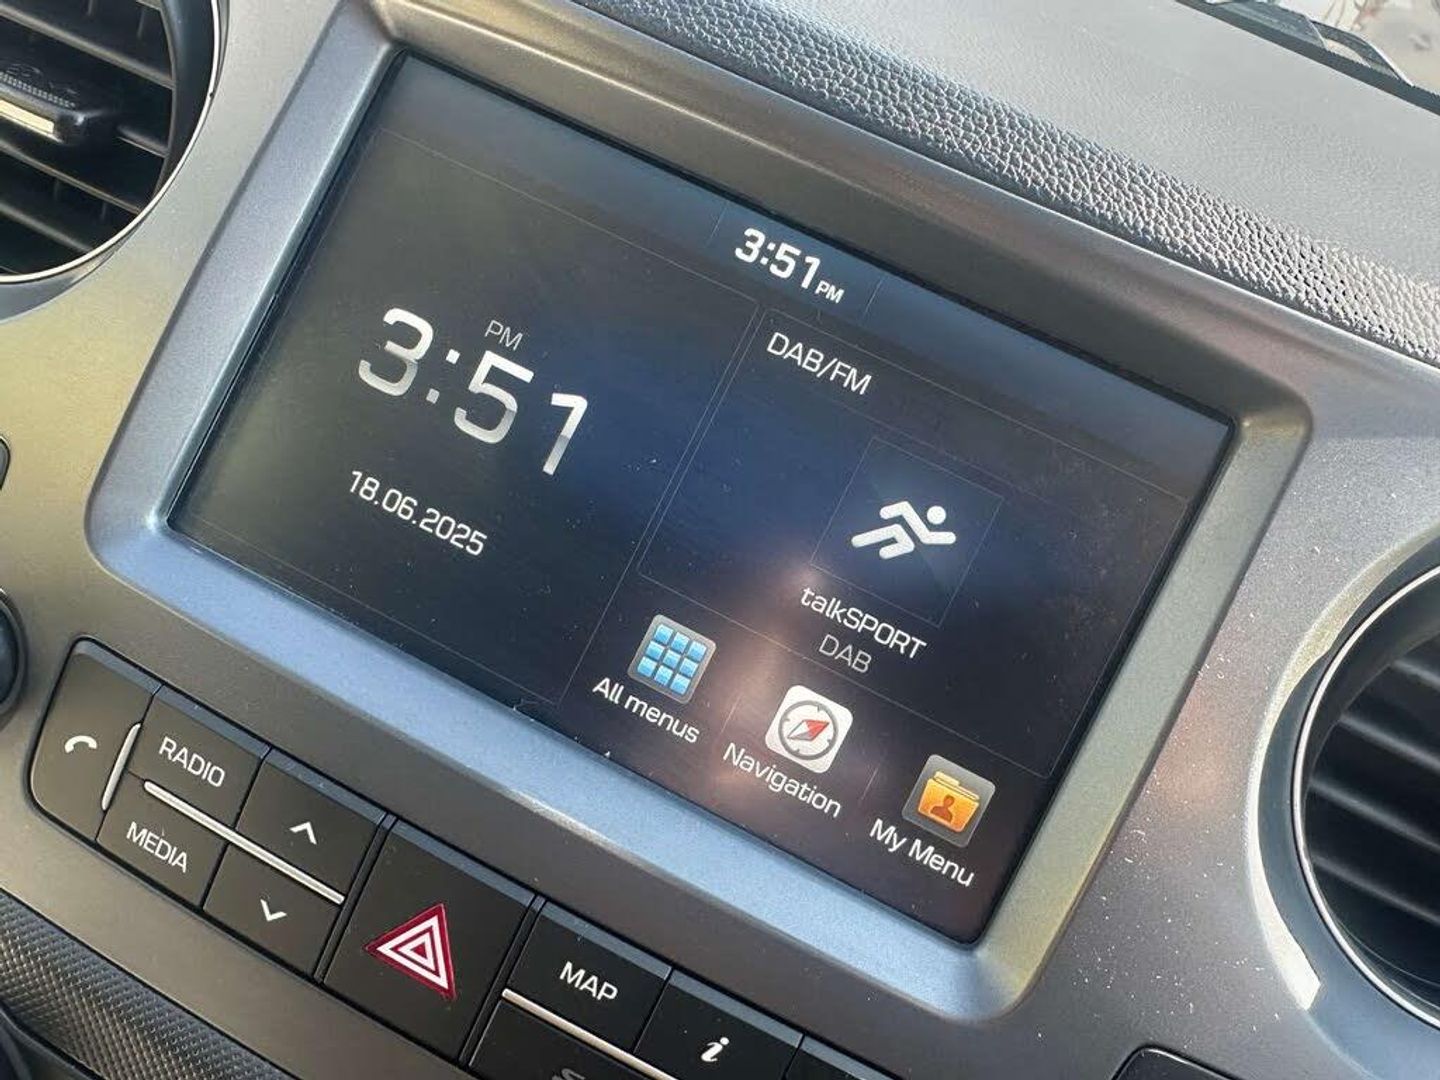 3:51 PM
PM
3:51
18.06.2025
DAB/FM
talkSPORT
DAB
All menus
Navigation
My Menu
RADIO
MEDIA
MAP
i